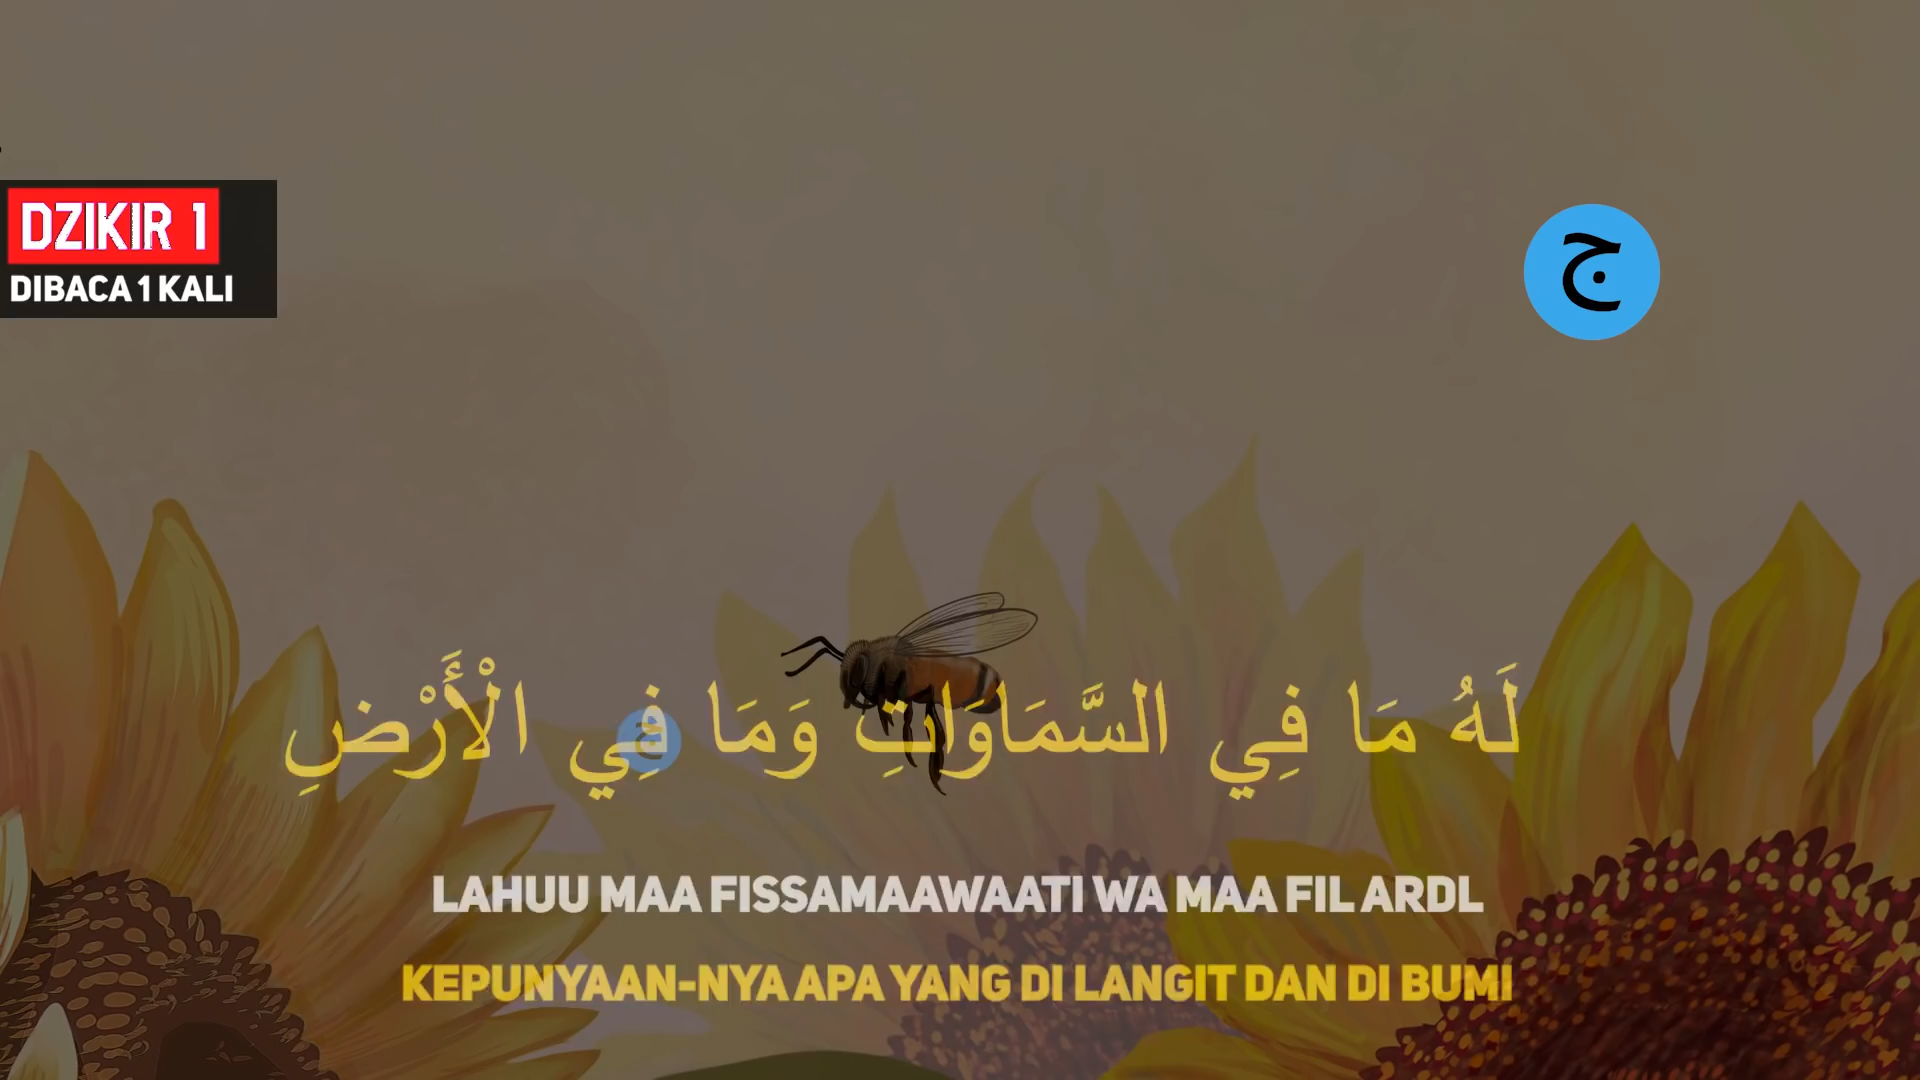 DZIKIR 1
DIBACA 1 KALI
ج
لَهُ مَا فِي السَّمَاوَاتِ وَمَا فِي الْأَرْضِ
LAHUU MAA FISSAMAAWAATI WA MAA FIL ARDL
KEPUNYAAN-NYA APA YANG DI LANGIT DAN DI BUMI